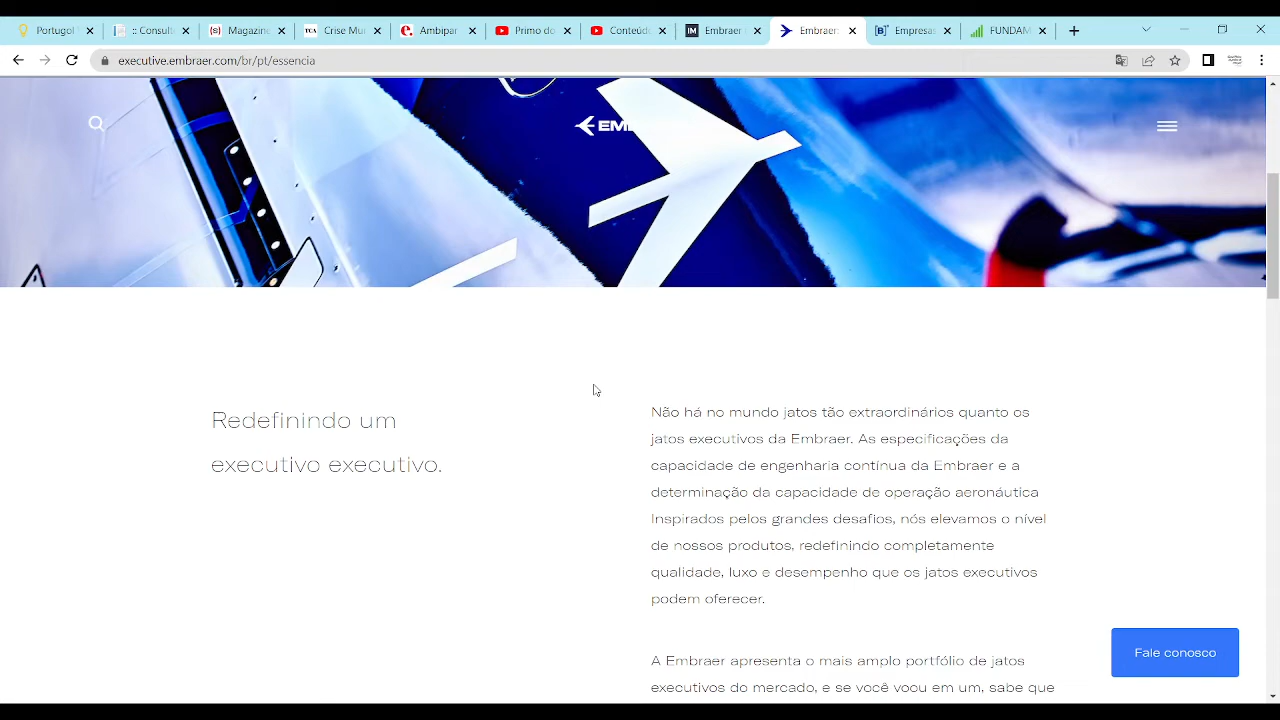 Portugol
:: Consult
Magazine
Crise Mu
Ambipar
Primo do
Conteúd
Embraer
Embraer
Empresas
FUNDAM
executive.embraer.com/br/pt/essencia
Redefinindo um
executivo executivo.
Não há no mundo jatos tão extraordinários quanto os
jatos executivos da Embraer. As especificações da
capacidade de engenharia contínua da Embraer e a
determinação da capacidade de operação aeronáutica
Inspirados pelos grandes desafios, nós elevamos o nível
de nossos produtos, redefinindo completamente
qualidade, luxo e desempenho que os jatos executivos
podem oferecer.
A Embraer apresenta o mais amplo portfólio de jatos
executivos do mercado, e se você voou em um, sabe que
Fale conosco